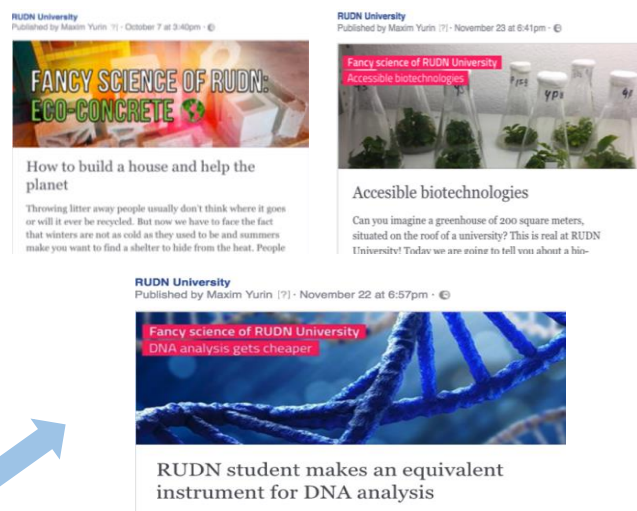 RUDN University
Published by Maxim Yurin [?] · October 7 at 3:40pm ·
FANCY SCIENCE OF RUDN:
ECO-CONCRETE
How to build a house and help the
planet
Throwing litter away people usually don't think where it goes
or will it ever be recycled. But now we have to face the fact
that winters are not as cold as they used to be and summers
make you want to find a shelter to hide from the heat. People
RUDN University
Published by Maxim Yurin [?] · November 23 at 6:41pm ·
Fancy science of RUDN University
Accessible biotechnologies
Accesible biotechnologies
Can you imagine a greenhouse of 200 square meters,
situated on the roof of a university? This is real at RUDN
University! Today we are going to tell you about a bio-
RUDN University
Published by Maxim Yurin [?] · November 22 at 6:57pm ·
Fancy science of RUDN University
DNA analysis gets cheaper
RUDN student makes an equivalent
instrument for DNA analysis